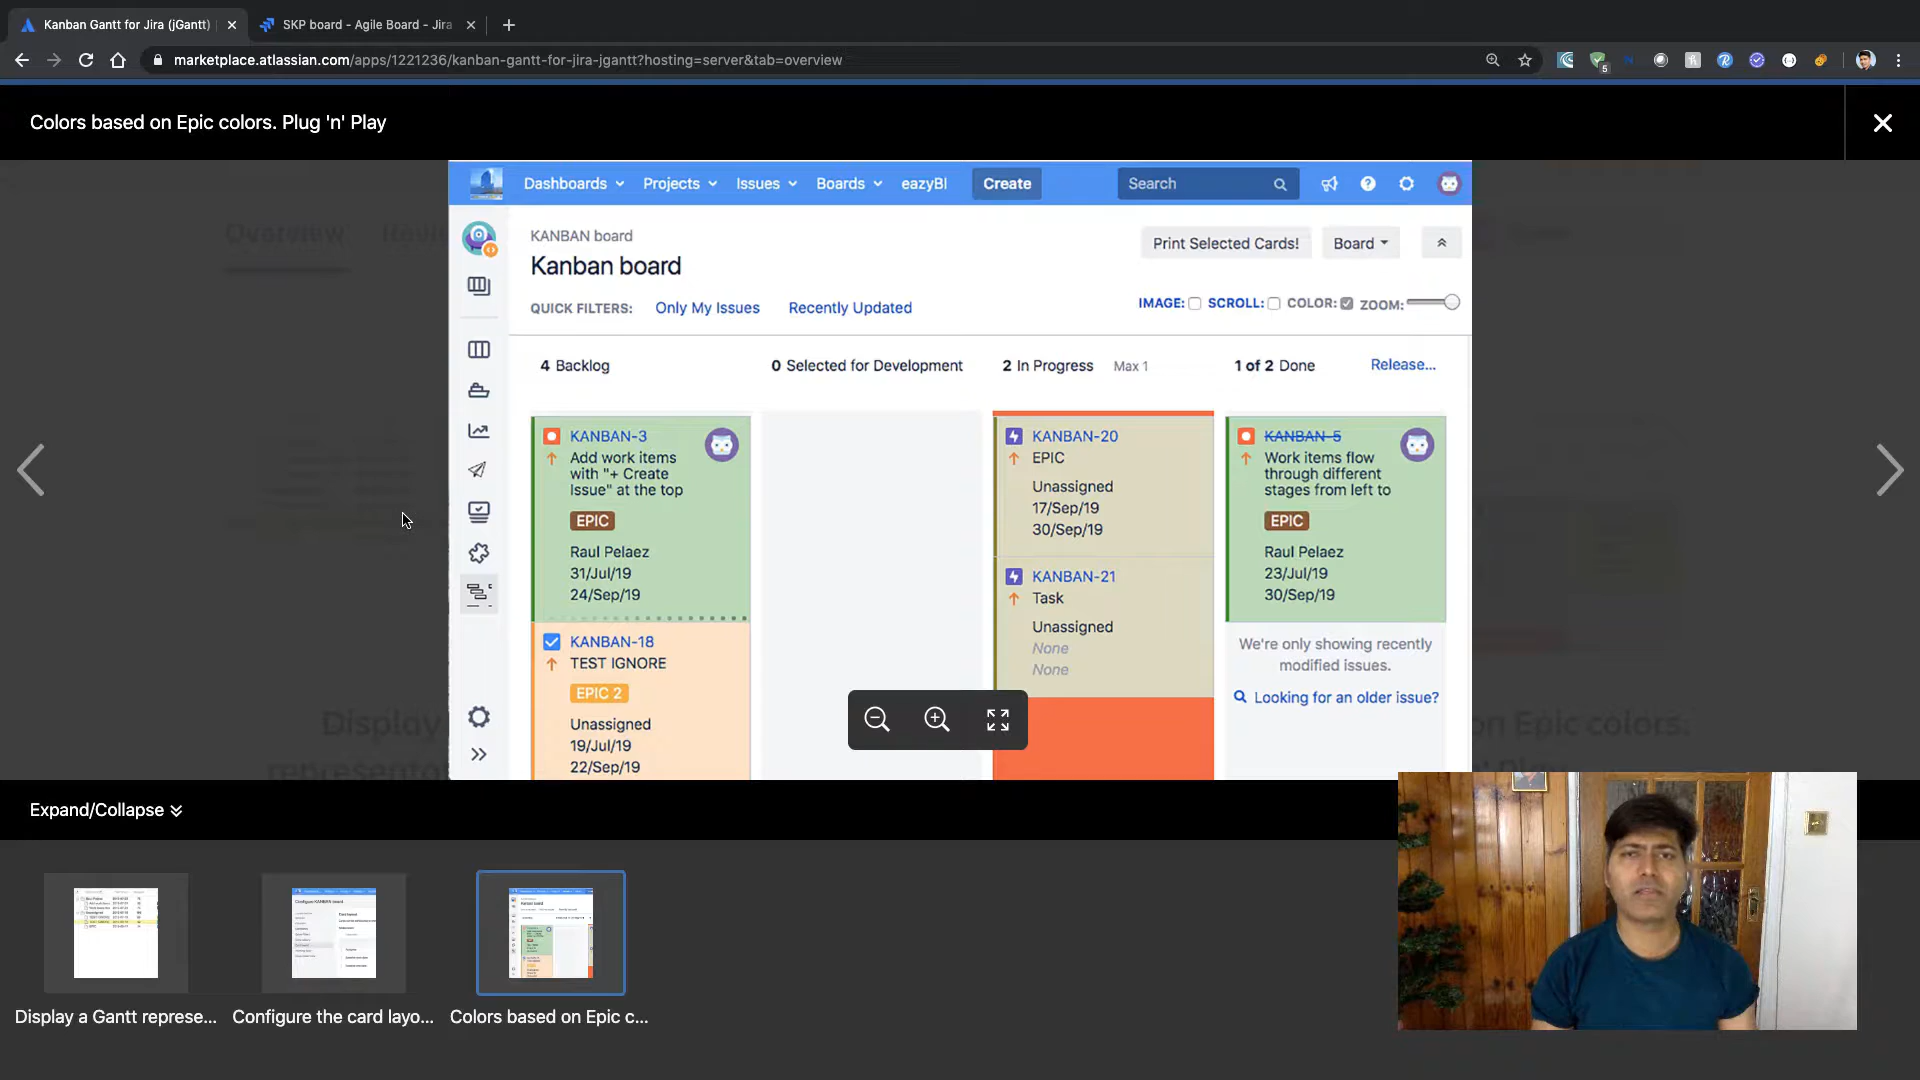 Kanban Gantt for Jira (jGantt)
SKP board - Agile Board - Jira
marketplace.atlassian.com/apps/1221236/kanban-gantt-for-jira-jgantt?hosting=server&tab=overview
5
Colors based on Epic colors. Plug 'n' Play
Dashboards Projects Issues Boards eazyBI Create Search
KANBAN board
Kanban board
Print Selected Cards! Board
QUICK FILTERS: Only My Issues Recently Updated
IMAGE: SCROLL: COLOR: ZOOM:
4 Backlog 0 Selected for Development 2 In Progress Max 1 1 of 2 Done Release...
KANBAN-3
Add work items
with "+ Create
Issue" at the top
EPIC
Raul Pelaez
31/Jul/19
24/Sep/19
KANBAN-18
TEST IGNORE
EPIC 2
Unassigned
19/Jul/19
22/Sep/19
KANBAN-20
EPIC
Unassigned
17/Sep/19
30/Sep/19
KANBAN-21
Task
Unassigned
None
None
KANBAN-5
Work items flow
through different
stages from left to
EPIC
Raul Pelaez
23/Jul/19
30/Sep/19
We're only showing recently
modified issues.
Looking for an older issue?
Overview
Display
on Epic colors.
Expand/Collapse
Display a Gantt represe...
Configure the card layo...
Colors based on Epic c...